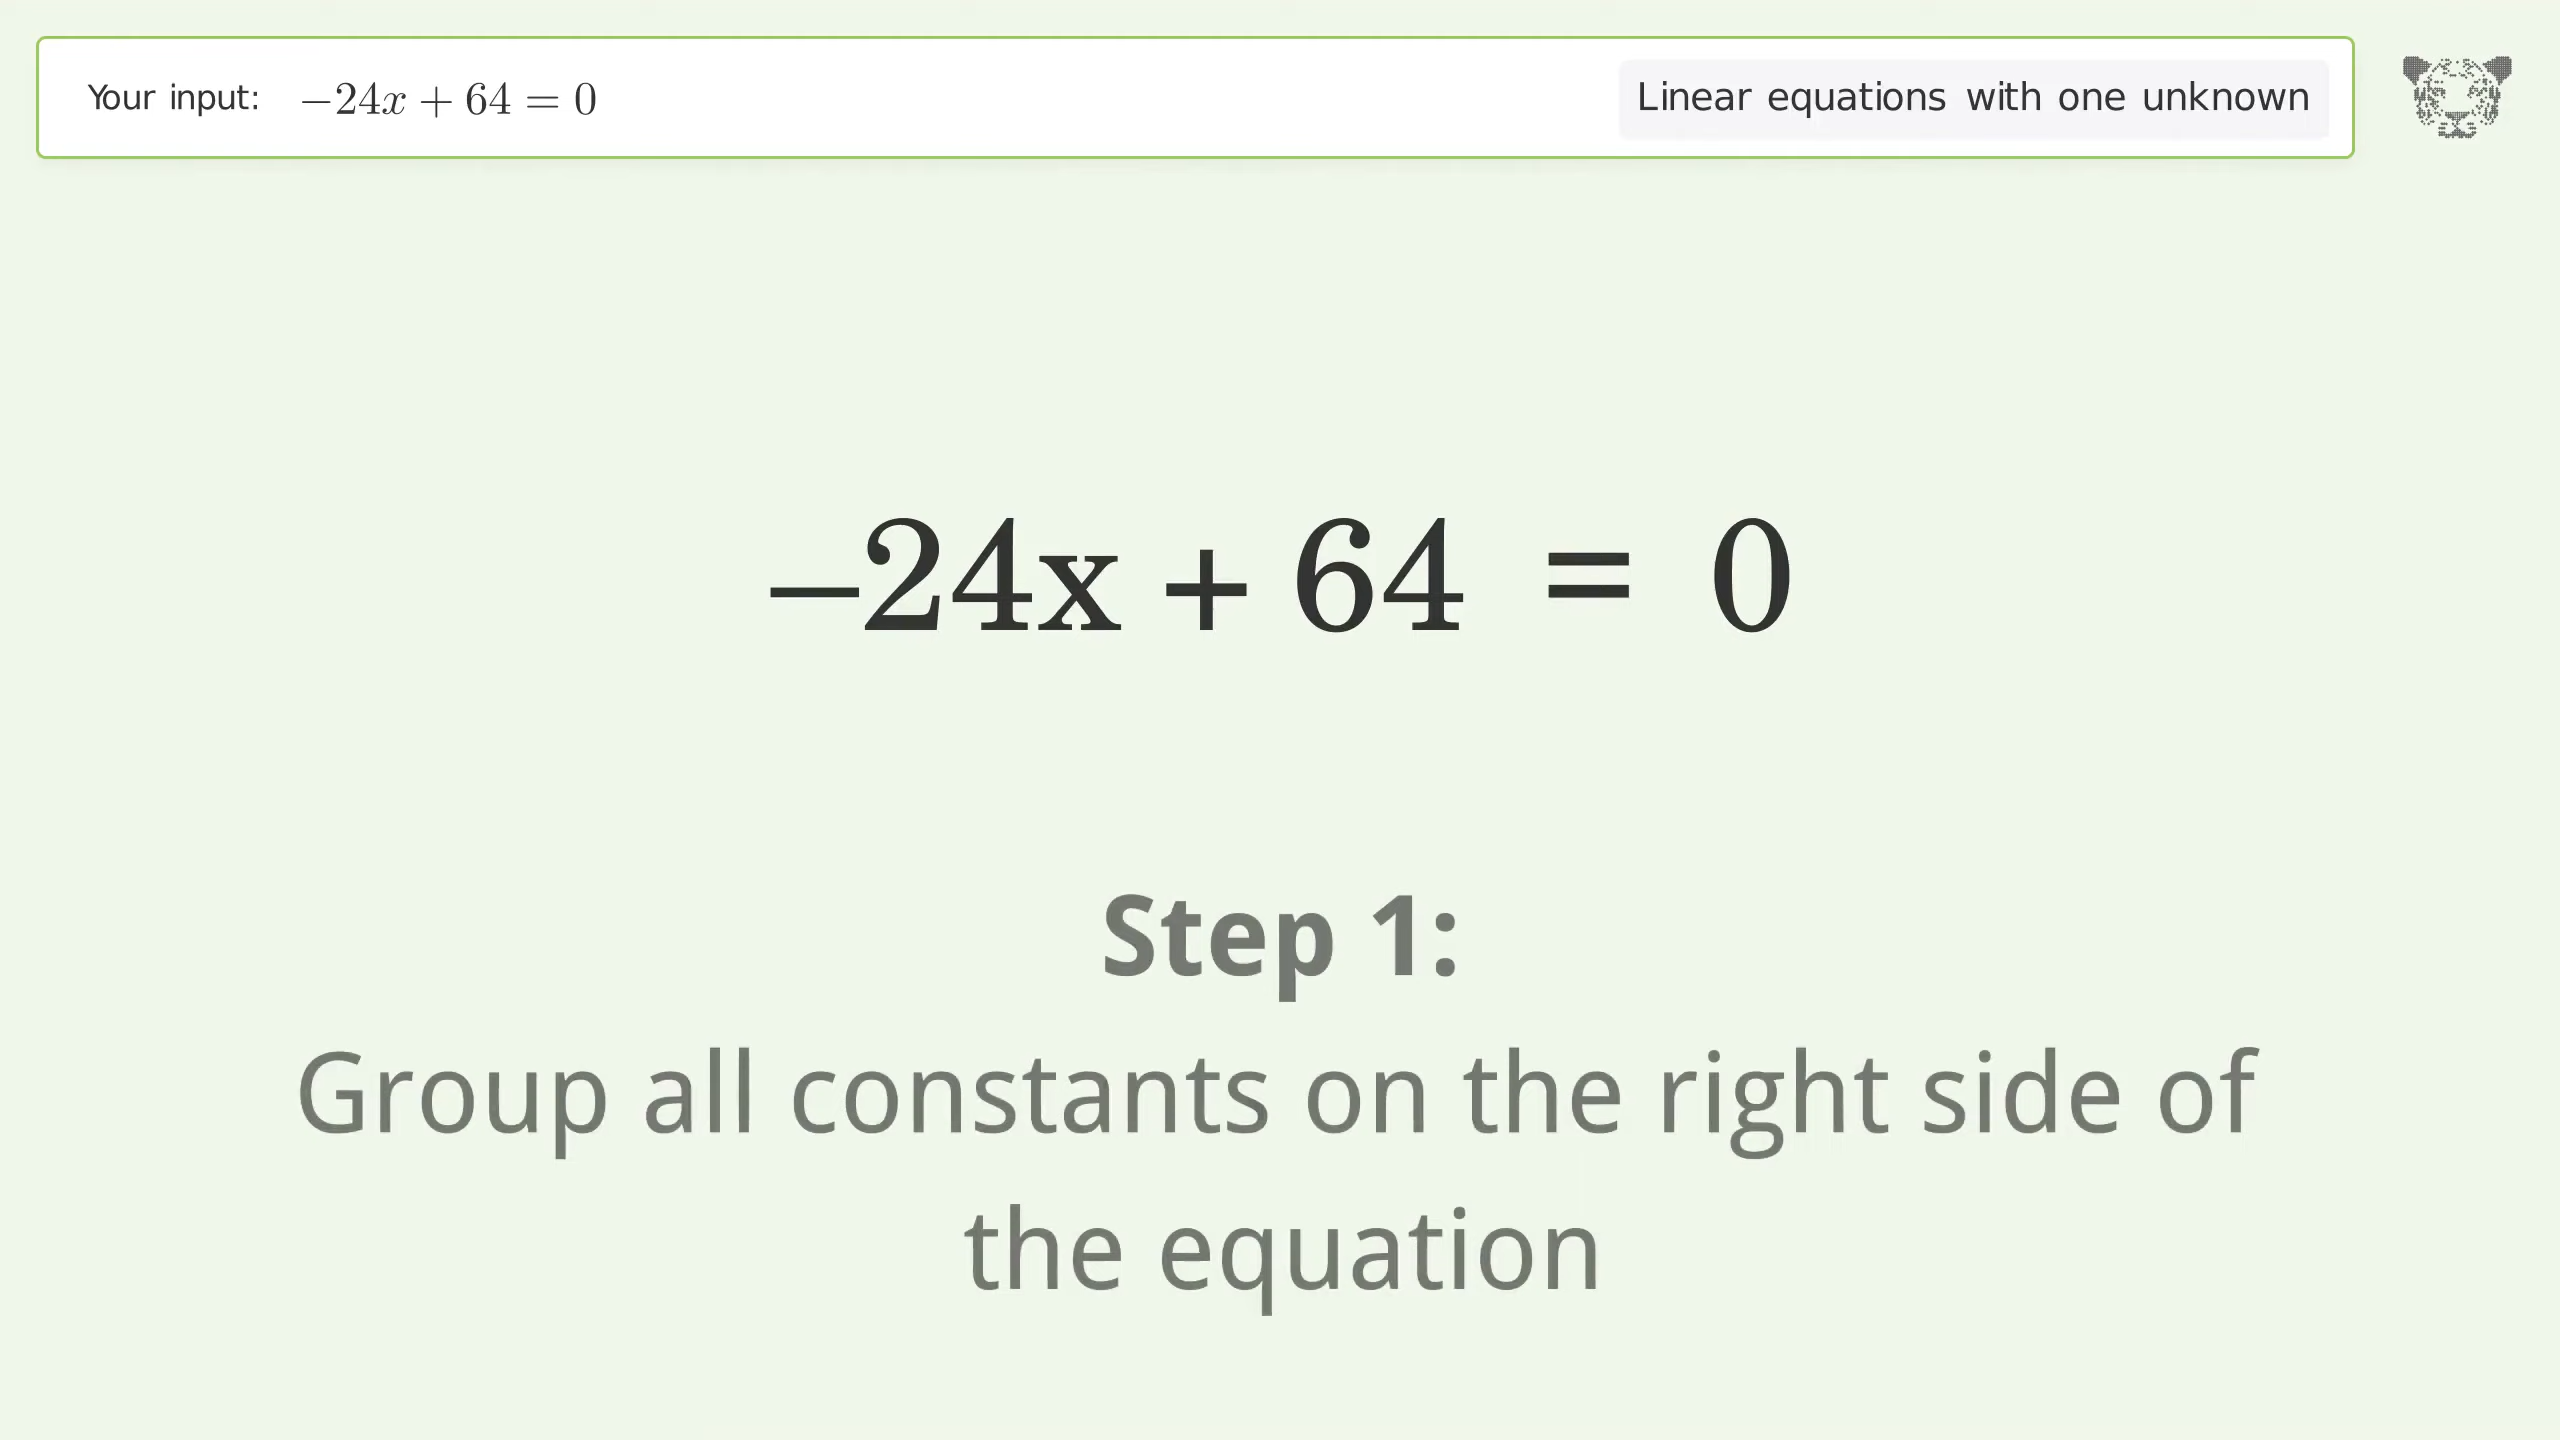 Your input: −24x + 64 = 0
Linear equations with one unknown
−24x + 64 = 0
Step 1:
Group all constants on the right side of
the equation